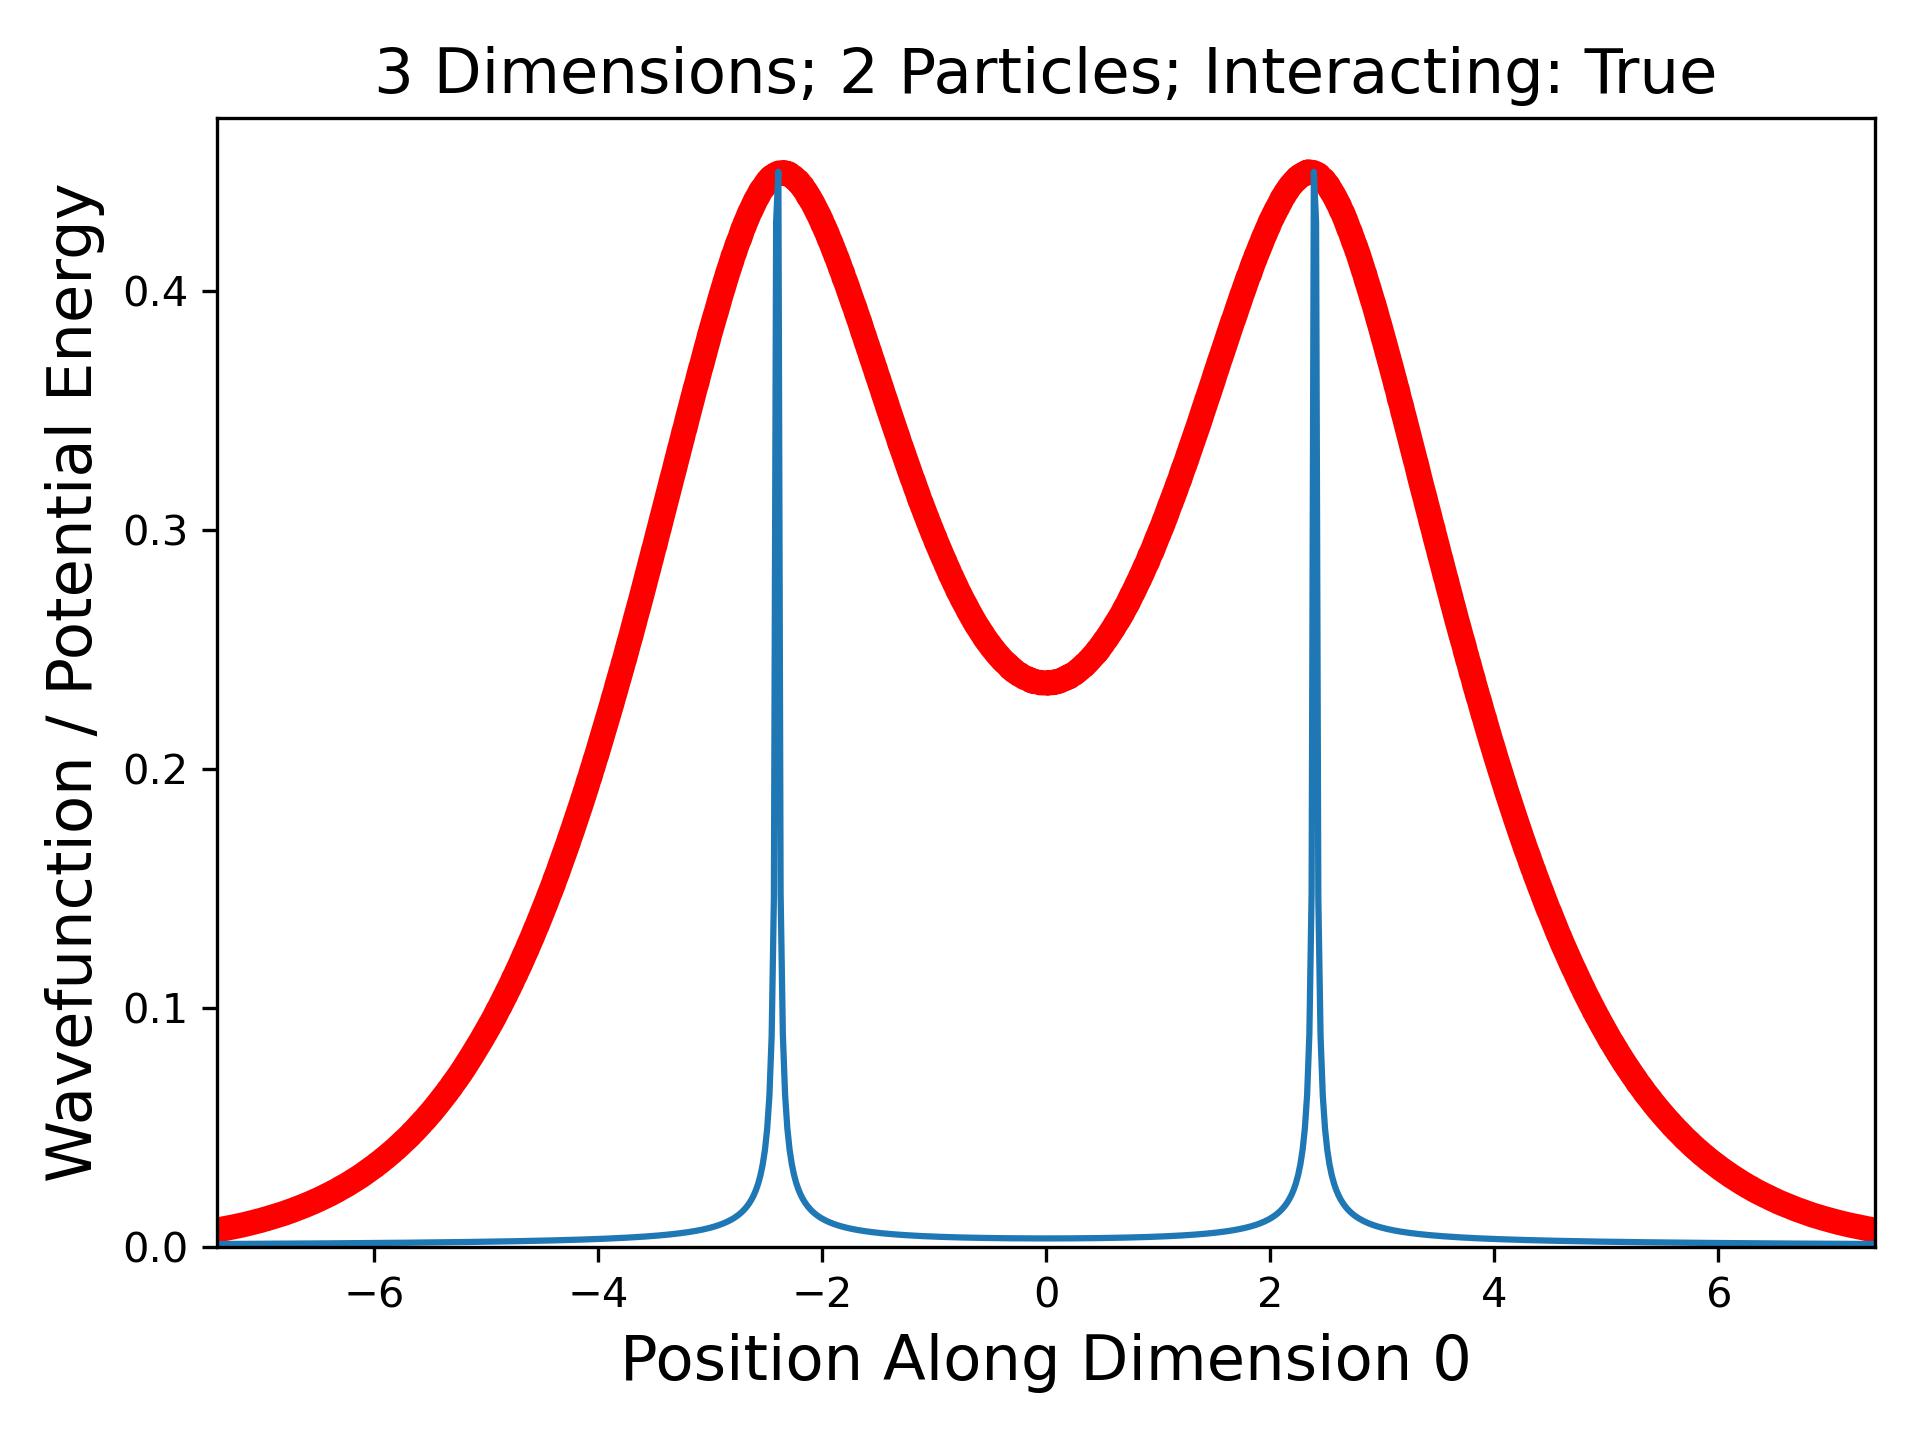 3 Dimensions; 2 Particles; Interacting: True
Wavefunction / Potential Energy
0.4
0.3
0.2
0.1
0.0
−6 −4 −2 0 2 4 6
Position Along Dimension 0